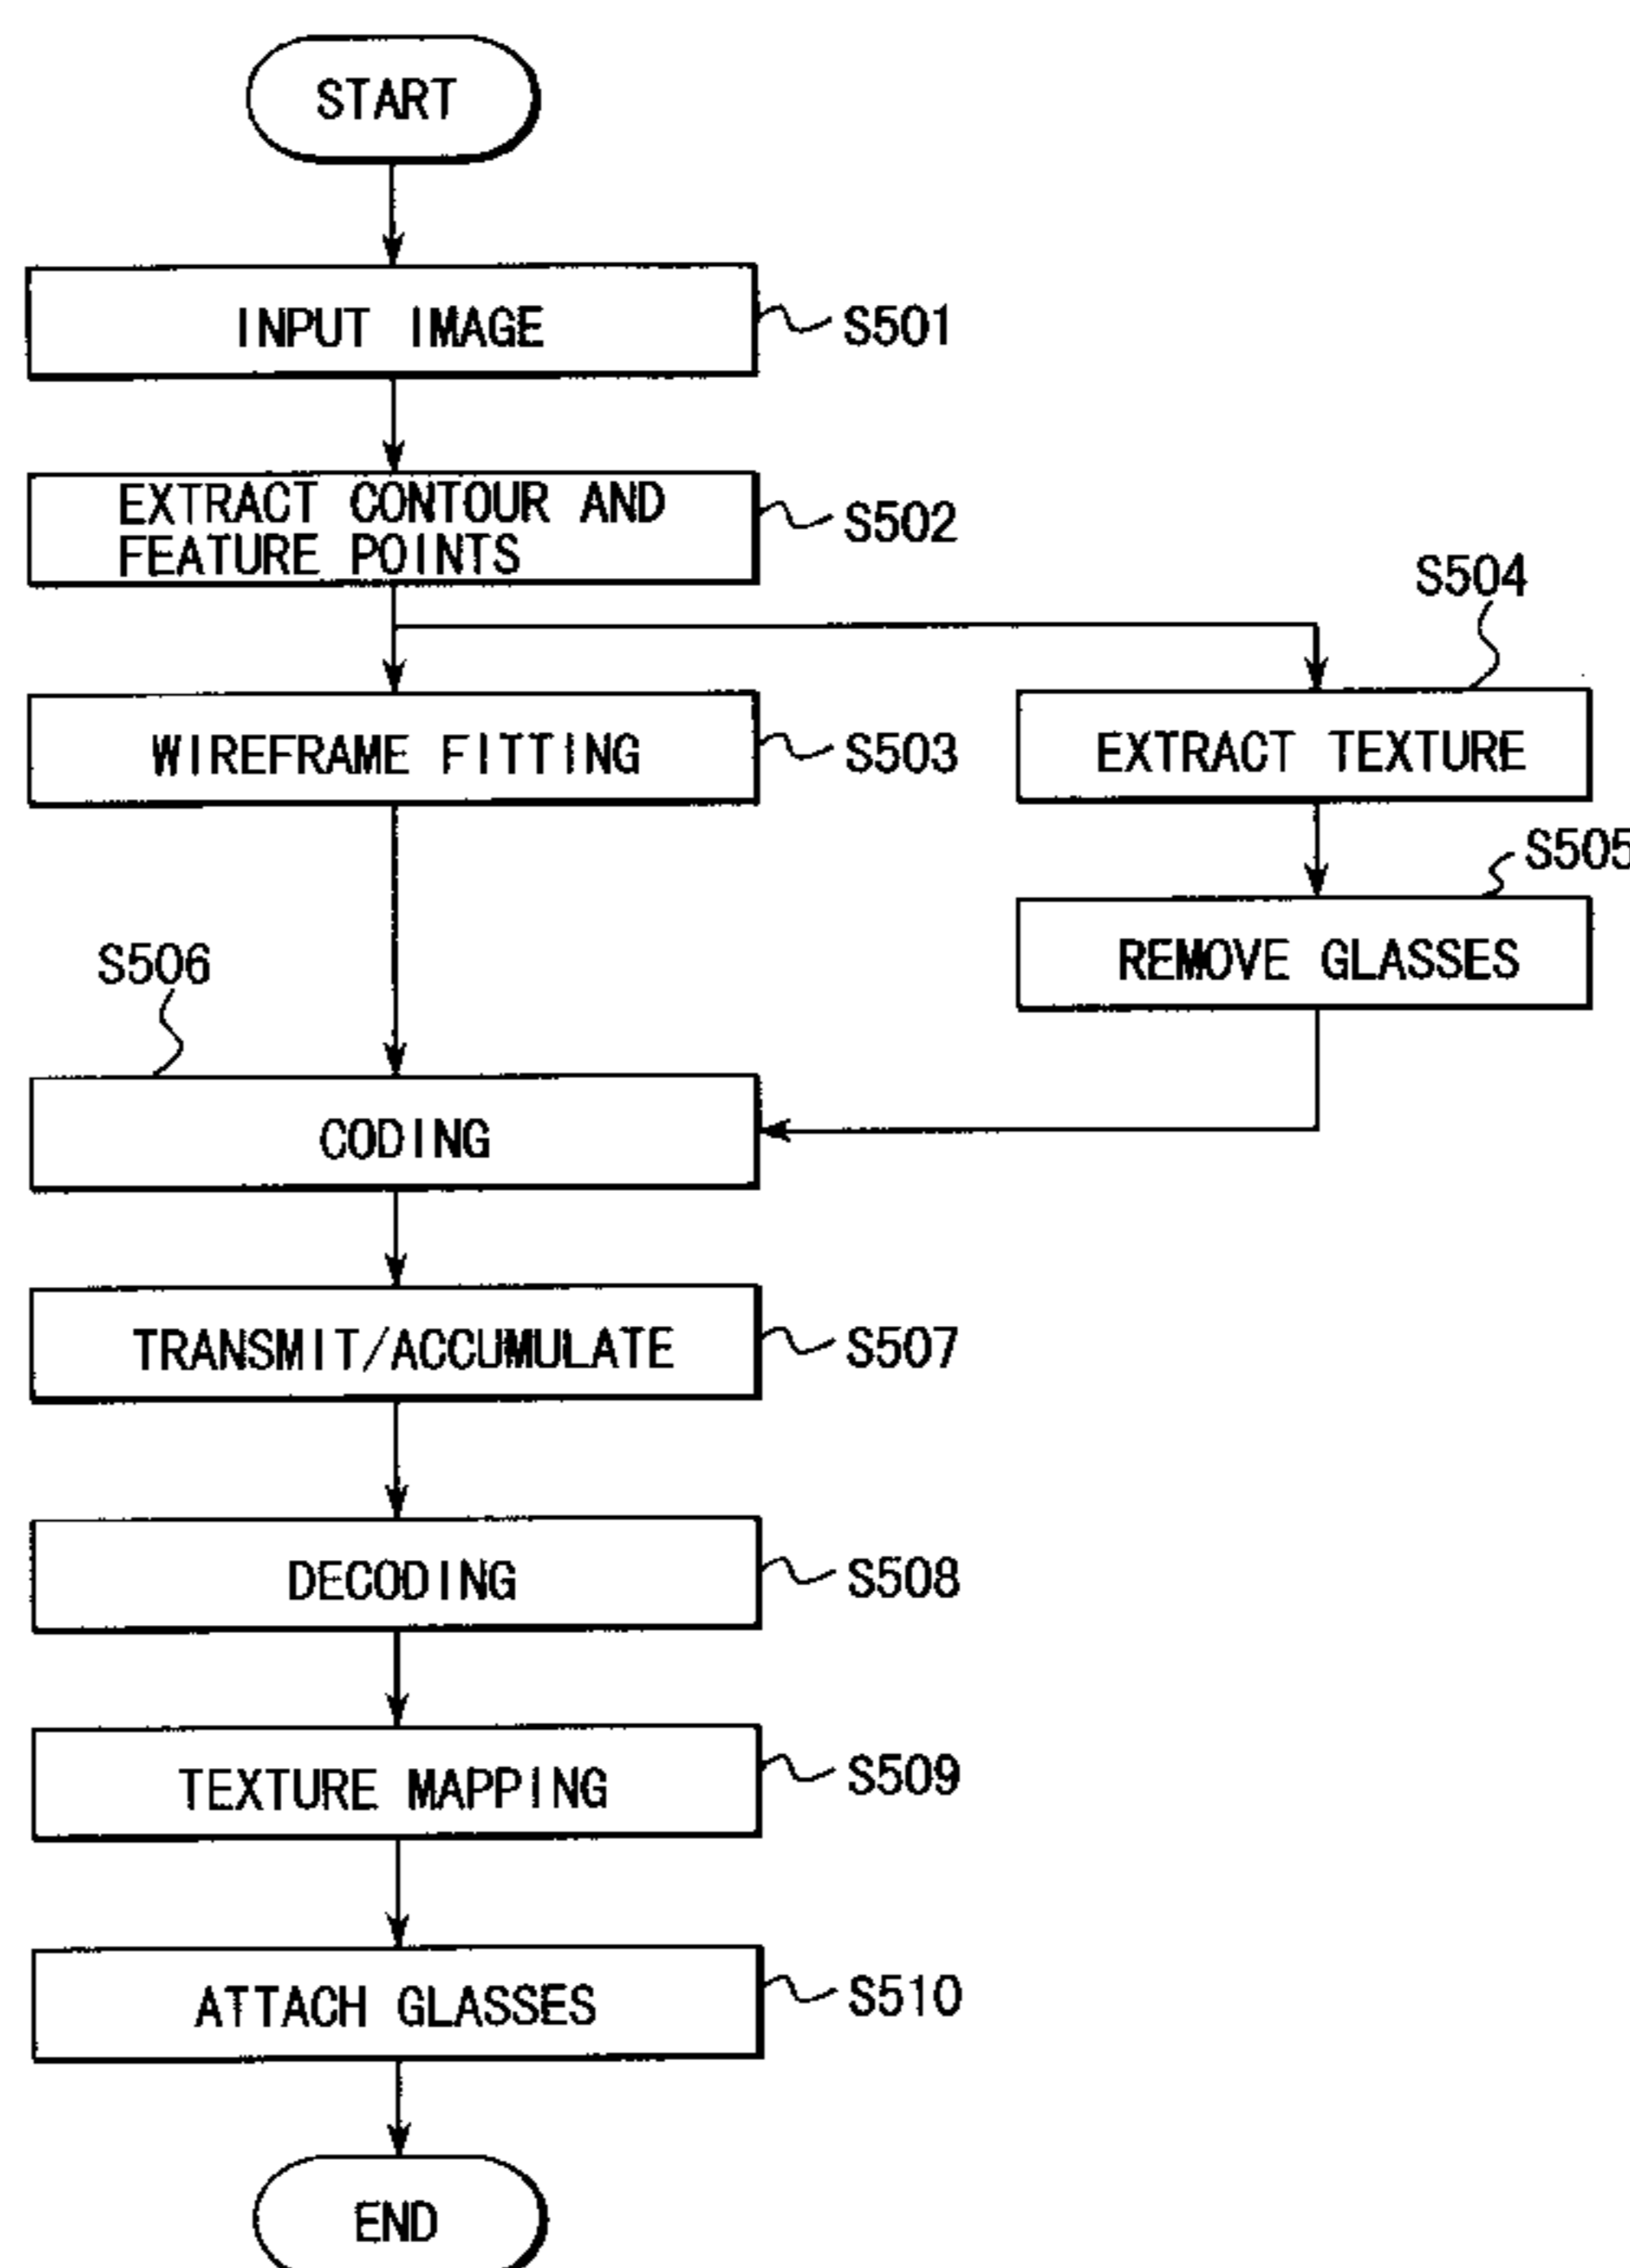 START
INPUT IMAGE
S501
EXTRACT CONTOUR AND
FEATURE POINTS
S502
S504
WIREFRAME FITTING
S503
EXTRACT TEXTURE
S505
REMOVE GLASSES
S506
CODING
TRANSMIT/ACCUMULATE
S507
DECODING
S508
TEXTURE MAPPING
S509
ATTACH GLASSES
S510
END